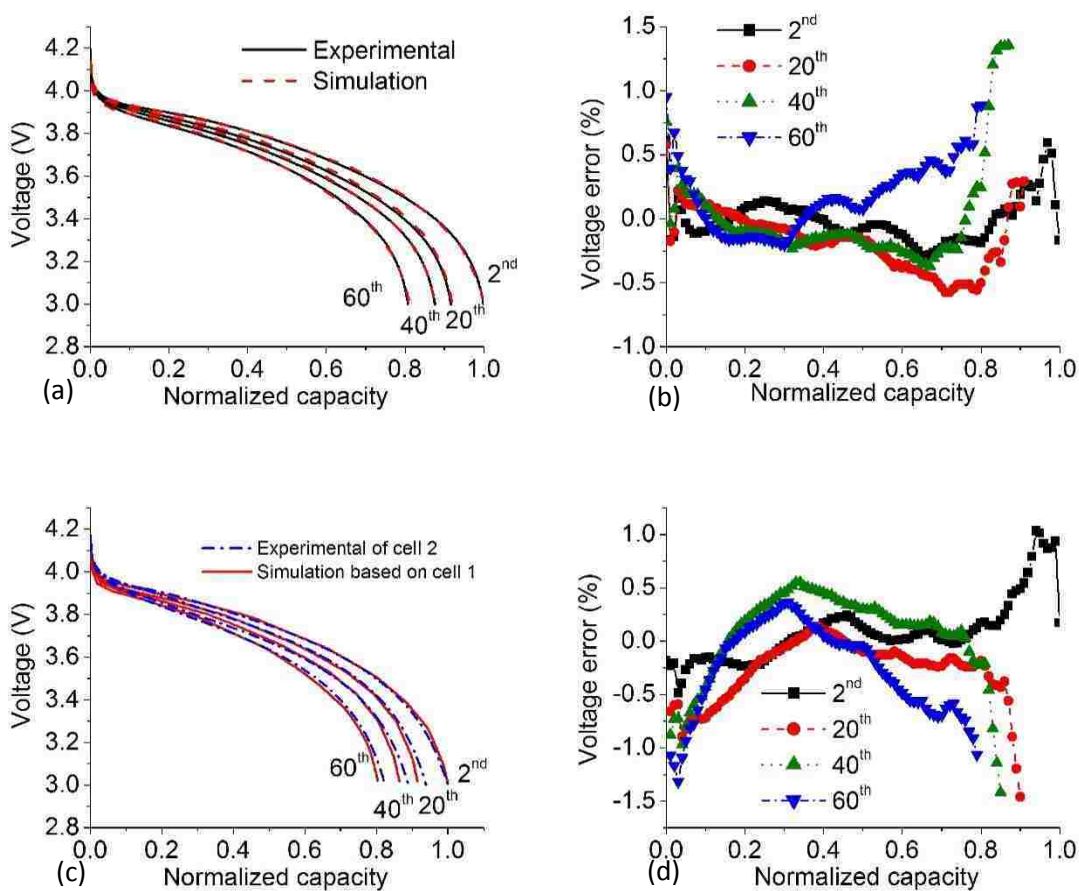 4.2
4.0
3.8
3.6
3.4
3.2
3.0
2.8
Voltage (V)
Experimental
Simulation
2nd
60th
40th
20th
0.0 0.2 0.4 0.6 0.8 1.0
Normalized capacity
(a)
1.5
1.0
0.5
0.0
-0.5
-1.0
Voltage error (%)
2nd
20th
40th
60th
0.0 0.2 0.4 0.6 0.8 1.0
Normalized capacity
(b)
4.2
4.0
3.8
3.6
3.4
3.2
3.0
2.8
Voltage (V)
Experimental of cell 2
Simulation based on cell 1
60th
2nd
40th
20th
0.0 0.2 0.4 0.6 0.8 1.0
Normalized capacity
(c)
1.0
0.5
0.0
-0.5
-1.0
-1.5
Voltage error (%)
2nd
20th
40th
60th
0.0 0.2 0.4 0.6 0.8 1.0
Normalized capacity
(d)